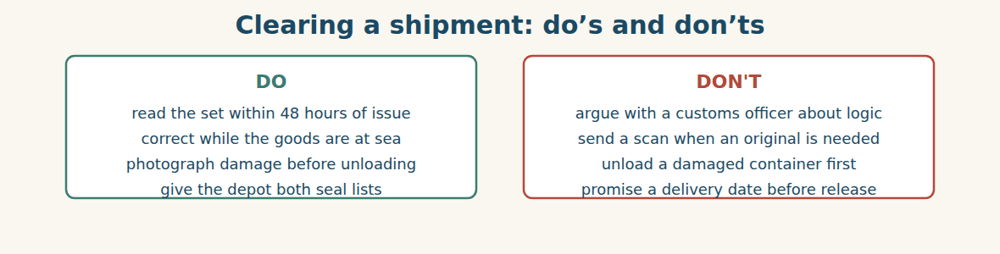 Clearing a shipment: do’s and don’ts
DO
read the set within 48 hours of issue
correct while the goods are at sea
photograph damage before unloading
give the depot both seal lists
DON'T
argue with a customs officer about logic
send a scan when an original is needed
unload a damaged container first
promise a delivery date before release